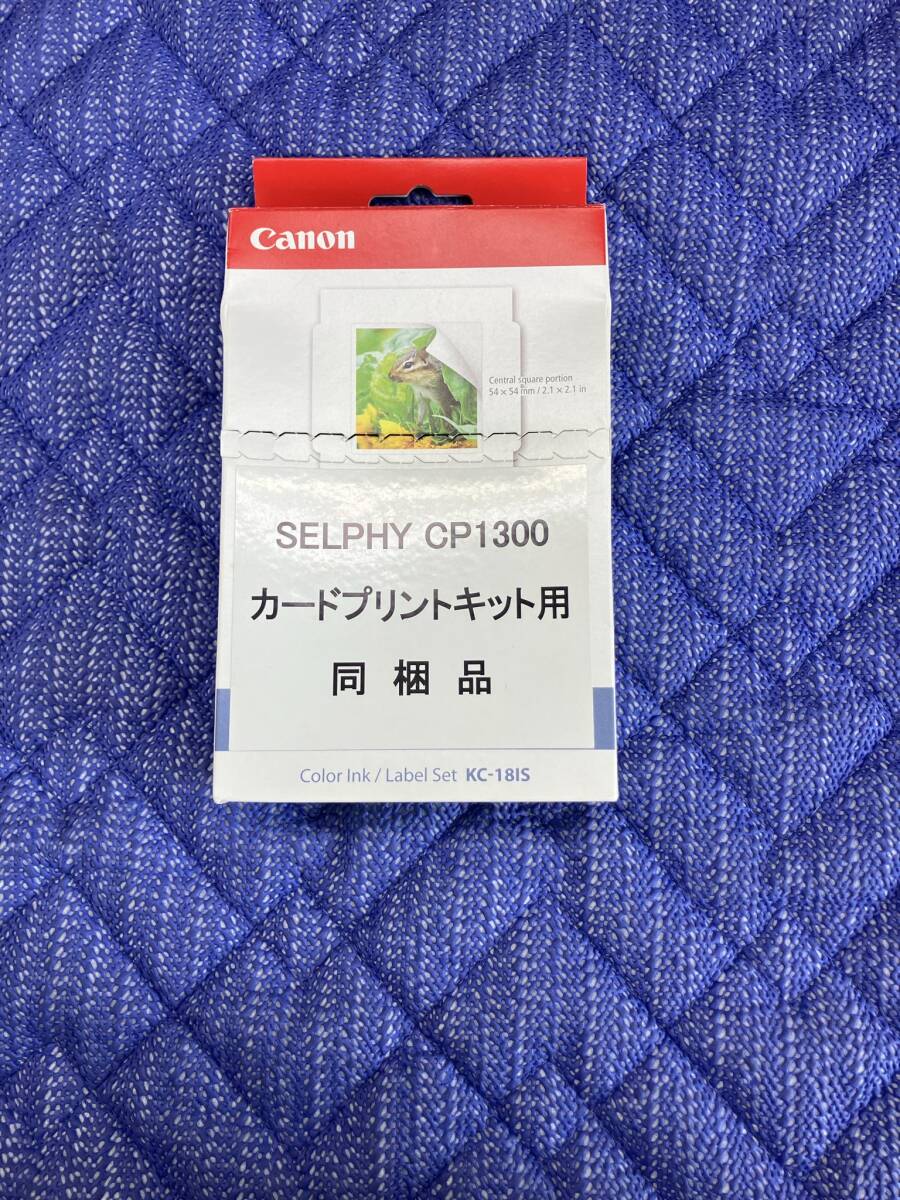 Canon
Central square portion
54 × 54 mm / 2.1 × 2.1 in
SELPHY CP1300
カードプリントキット用
同梱品
Color Ink / Label Set KC-18IS